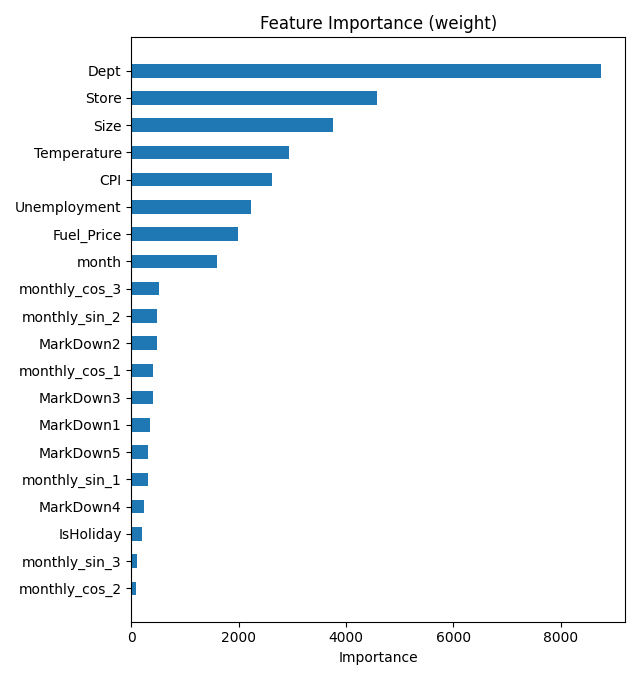 Feature Importance (weight)
Dept
Store
Size
Temperature
CPI
Unemployment
Fuel_Price
month
monthly_cos_3
monthly_sin_2
MarkDown2
monthly_cos_1
MarkDown3
MarkDown1
MarkDown5
monthly_sin_1
MarkDown4
IsHoliday
monthly_sin_3
monthly_cos_2
0 2000 4000 6000 8000
Importance